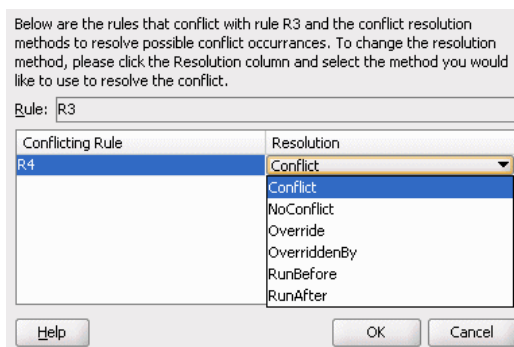 Below are the rules that conflict with rule R3 and the conflict resolution
methods to resolve possible conflict occurrances. To change the resolution
method, please click the Resolution column and select the method you would
like to use to resolve the conflict.
Rule: R3
Conflicting Rule Resolution
R4 Conflict
Conflict
NoConflict
Override
OverriddenBy
RunBefore
RunAfter
Help OK Cancel